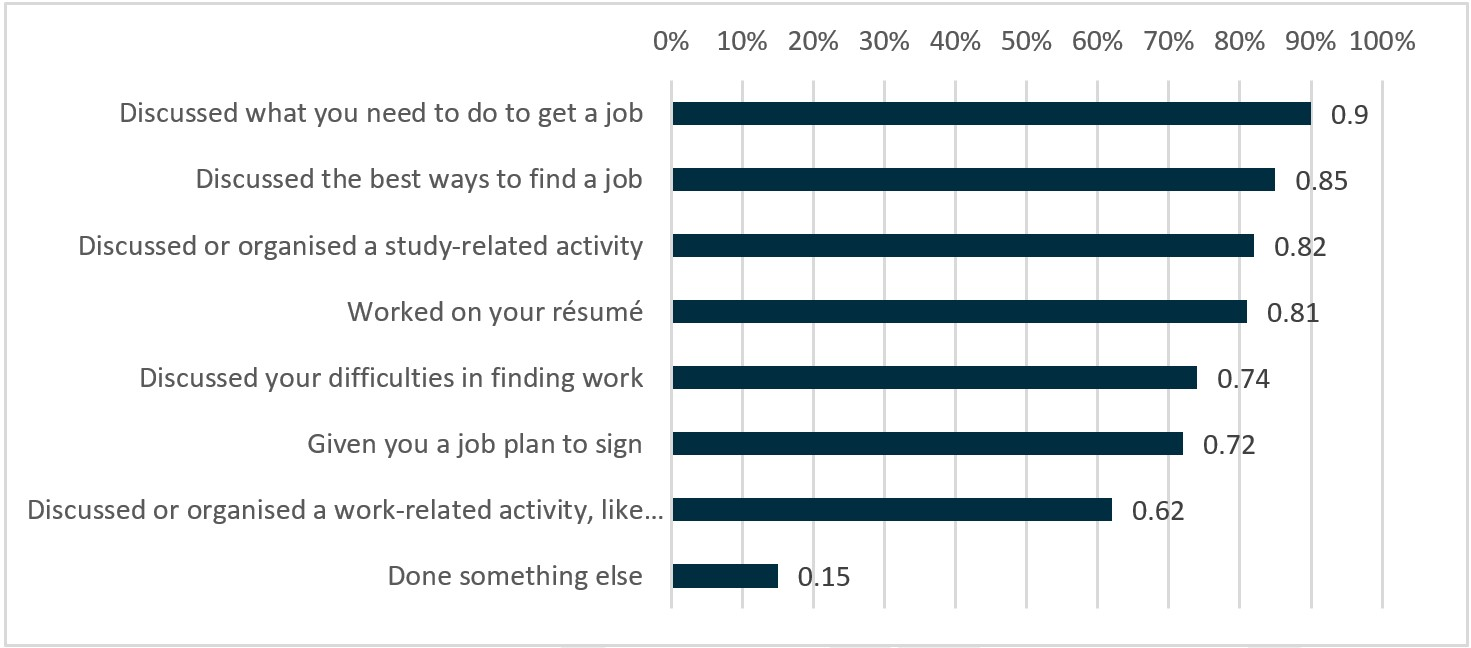 0% 10% 20% 30% 40% 50% 60% 70% 80% 90% 100%
Discussed what you need to do to get a job 0.9
Discussed the best ways to find a job 0.85
Discussed or organised a study-related activity 0.82
Worked on your résumé 0.81
Discussed your difficulties in finding work 0.74
Given you a job plan to sign 0.72
Discussed or organised a work-related activity, like... 0.62
Done something else 0.15